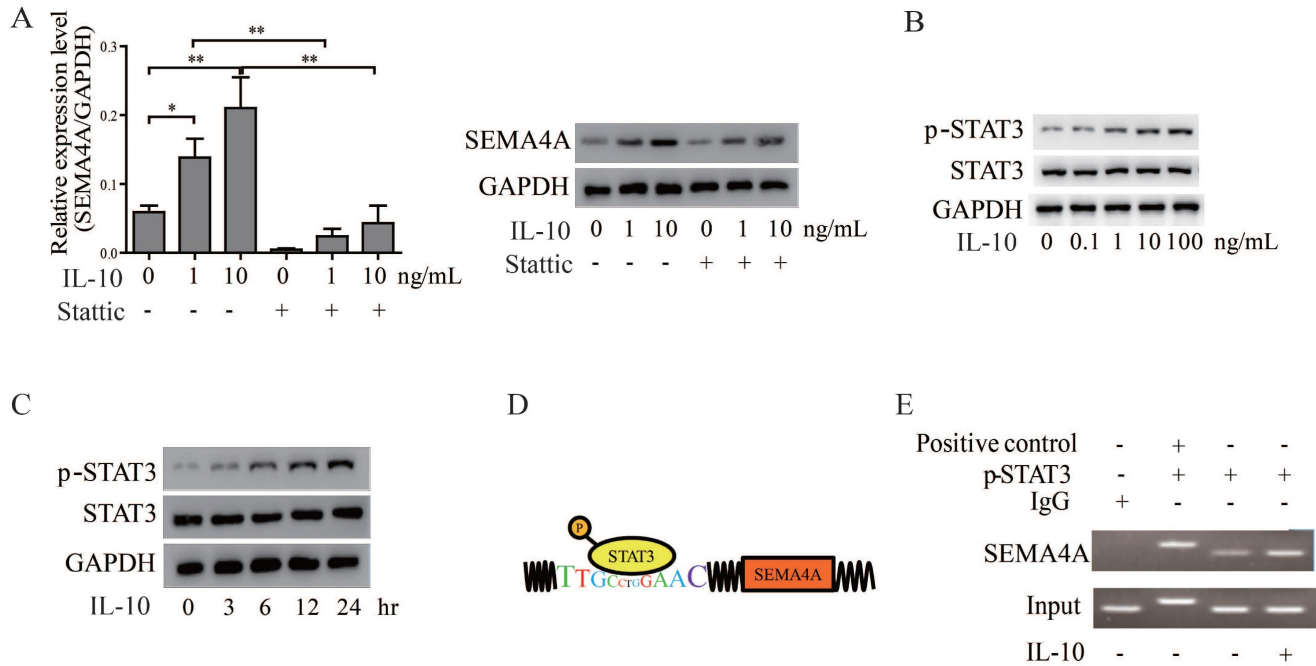 A
Relative expression level
(SEMA4A/GAPDH)
0.3
0.2
0.1
0.0
**
**
**
*
IL-10 0 1 10 0 1 10 ng/mL
Stattic - - - + + +
SEMA4A
GAPDH
IL-10 0 1 10 0 1 10 ng/mL
Stattic - - - + + +
B
p-STAT3
STAT3
GAPDH
IL-10 0 0.1 1 10 100 ng/mL
C
p-STAT3
STAT3
GAPDH
IL-10 0 3 6 12 24 hr
D
P
STAT3
TTGCCTGGAAC
SEMA4A
E
Positive control - + - -
p-STAT3 - + + +
IgG + - - -
SEMA4A
Input
IL-10 - - - +